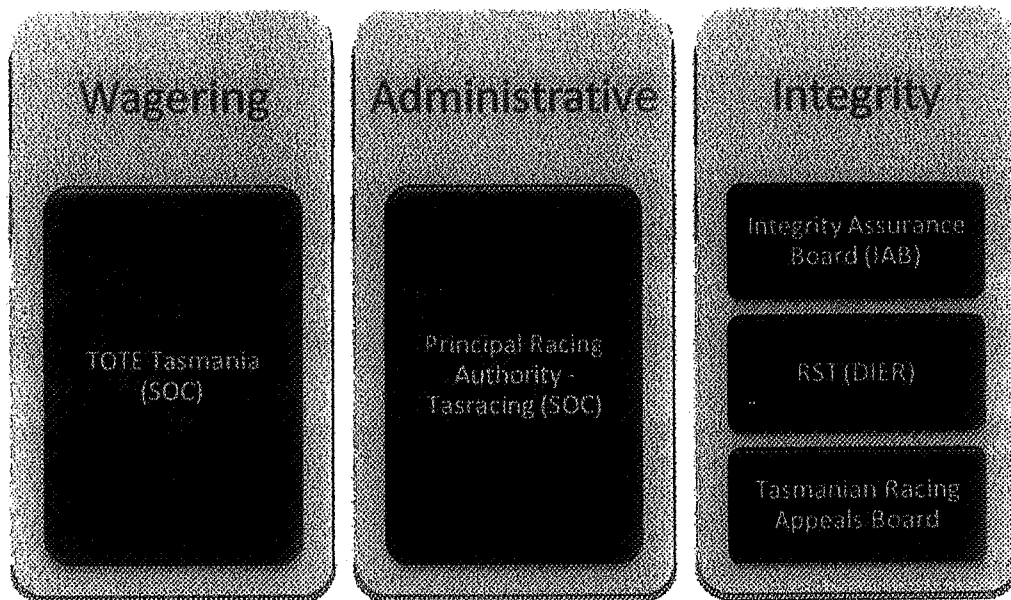 Wagering
TOTE Tasmania
(SOC)
Administrative
Principal Racing
Authority -
Tasracing (SOC)
Integrity
Integrity Assurance
Board (IAB)
RST (DIER)
Tasmanian Racing
Appeals Board